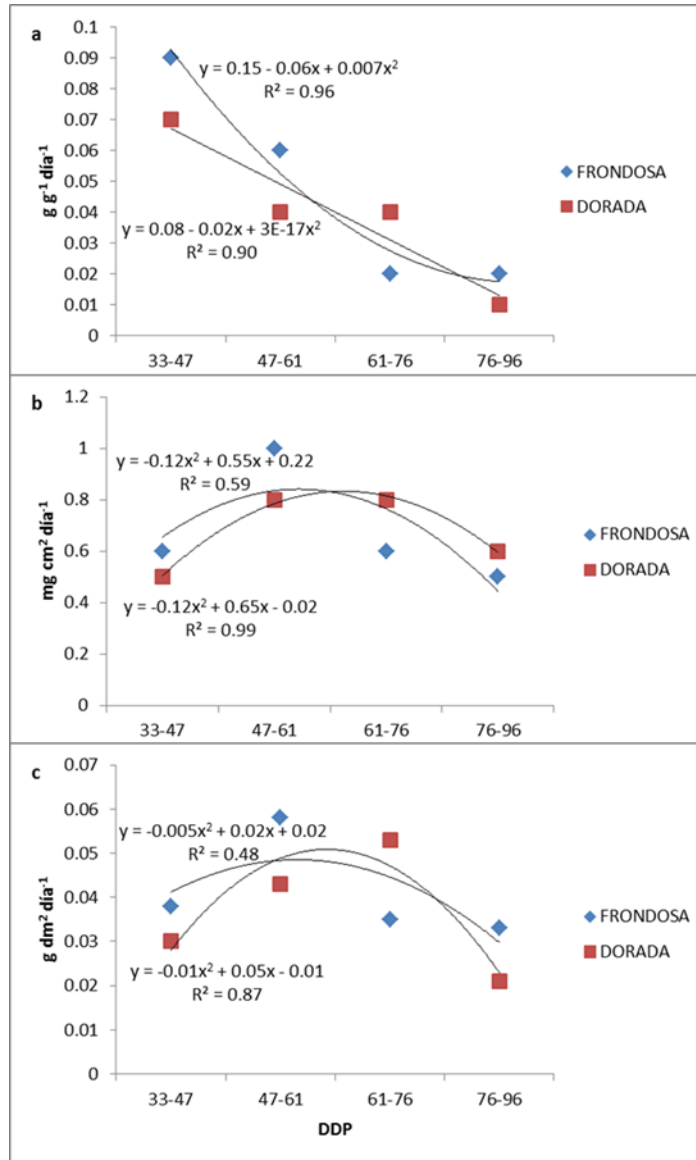 a
0.1
0.09
0.08
0.07
0.06
0.05
0.04
0.03
0.02
0.01
0
g g⁻¹ día⁻¹
y = 0.15 - 0.06x + 0.007x²
R² = 0.96
y = 0.08 - 0.02x + 3E-17x²
R² = 0.90
FRONDOSA
DORADA
33-47 47-61 61-76 76-96
b
1.2
1
0.8
0.6
0.4
0.2
0
mg cm² día⁻¹
y = -0.12x² + 0.55x + 0.22
R² = 0.59
y = -0.12x² + 0.65x - 0.02
R² = 0.99
FRONDOSA
DORADA
33-47 47-61 61-76 76-96
c
0.07
0.06
0.05
0.04
0.03
0.02
0.01
0
g dm² día⁻¹
y = -0.005x² + 0.02x + 0.02
R² = 0.48
y = -0.01x² + 0.05x - 0.01
R² = 0.87
FRONDOSA
DORADA
33-47 47-61 61-76 76-96
DDP